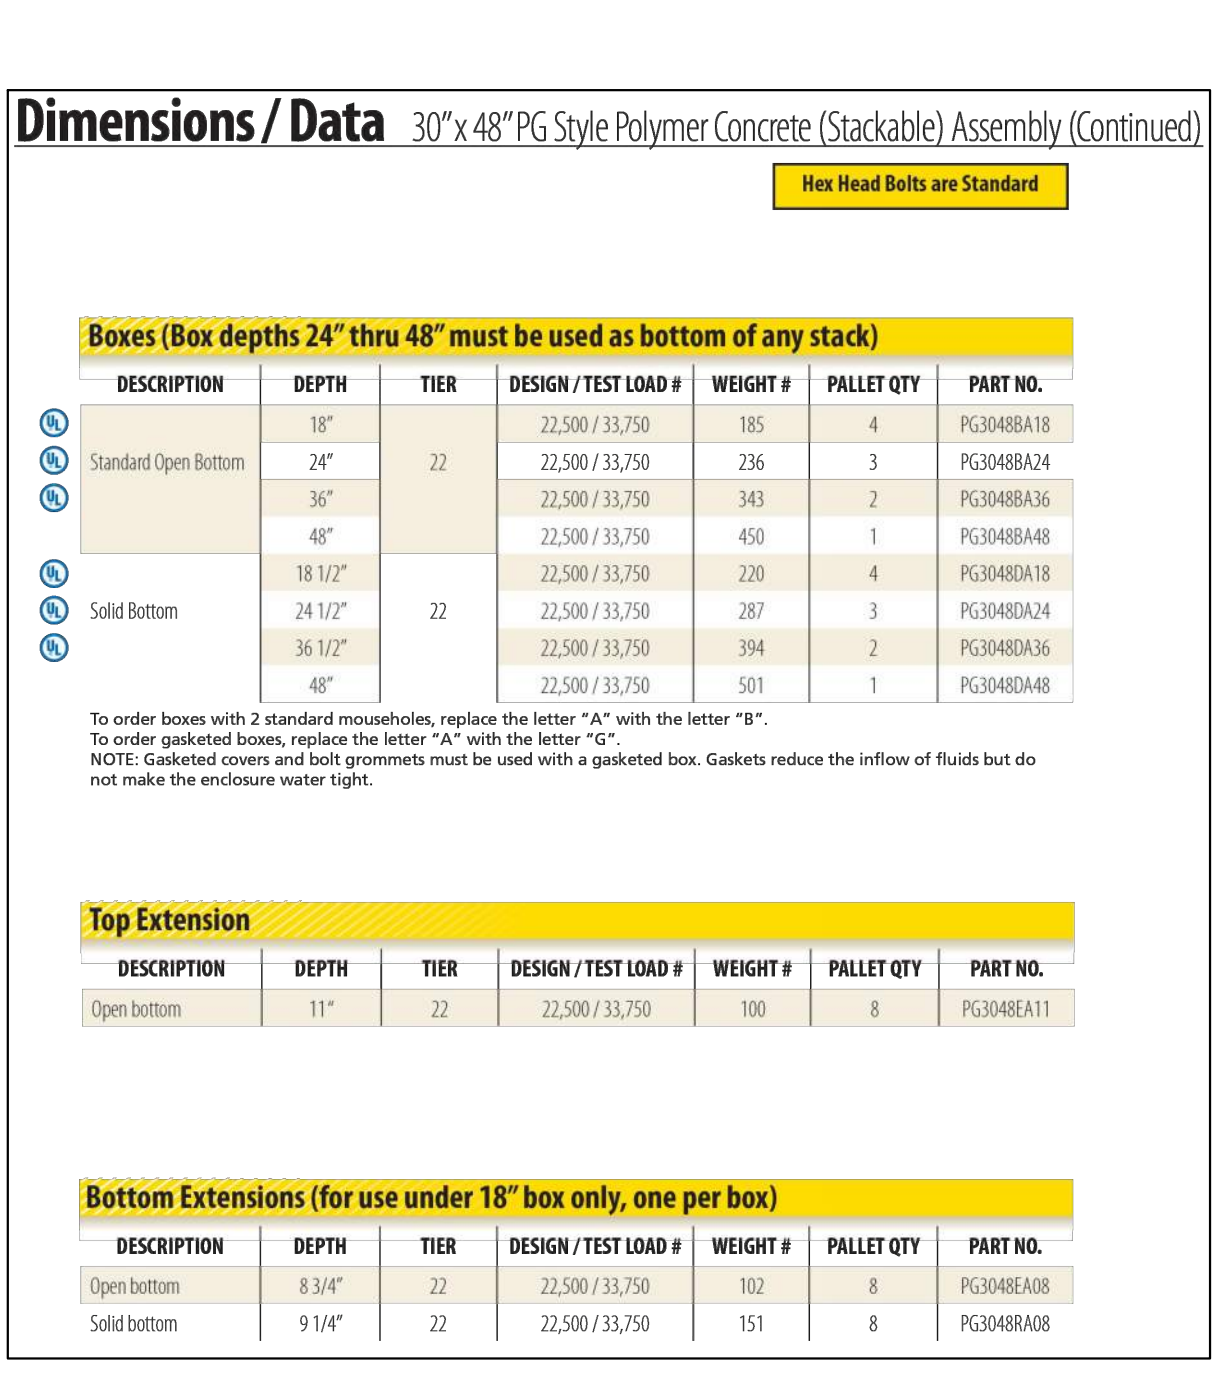 Dimensions / Data 30" x 48" PG Style Polymer Concrete (Stackable) Assembly (Continued)
Hex Head Bolts are Standard
Boxes (Box depths 24" thru 48" must be used as bottom of any stack)
DESCRIPTION DEPTH TIER DESIGN / TEST LOAD # WEIGHT # PALLET QTY PART NO.
UL 18" 22,500 / 33,750 185 4 PG3048BA18
UL Standard Open Bottom 24" 22 22,500 / 33,750 236 3 PG3048BA24
UL 36" 22,500 / 33,750 343 2 PG3048BA36
48" 22,500 / 33,750 450 1 PG3048BA48
UL 18 1/2" 22,500 / 33,750 220 4 PG3048DA18
UL Solid Bottom 24 1/2" 22 22,500 / 33,750 287 3 PG3048DA24
UL 36 1/2" 22,500 / 33,750 394 2 PG3048DA36
48" 22,500 / 33,750 501 1 PG3048DA48
To order boxes with 2 standard mouseholes, replace the letter "A" with the letter "B".
To order gasketed boxes, replace the letter "A" with the letter "G".
NOTE: Gasketed covers and bolt grommets must be used with a gasketed box. Gaskets reduce the inflow of fluids but do
not make the enclosure water tight.
Top Extension
DESCRIPTION DEPTH TIER DESIGN / TEST LOAD # WEIGHT # PALLET QTY PART NO.
Open bottom 11" 22 22,500 / 33,750 100 8 PG3048EA11
Bottom Extensions (for use under 18" box only, one per box)
DESCRIPTION DEPTH TIER DESIGN / TEST LOAD # WEIGHT # PALLET QTY PART NO.
Open bottom 8 3/4" 22 22,500 / 33,750 102 8 PG3048EA08
Solid bottom 9 1/4" 22 22,500 / 33,750 151 8 PG3048RA08